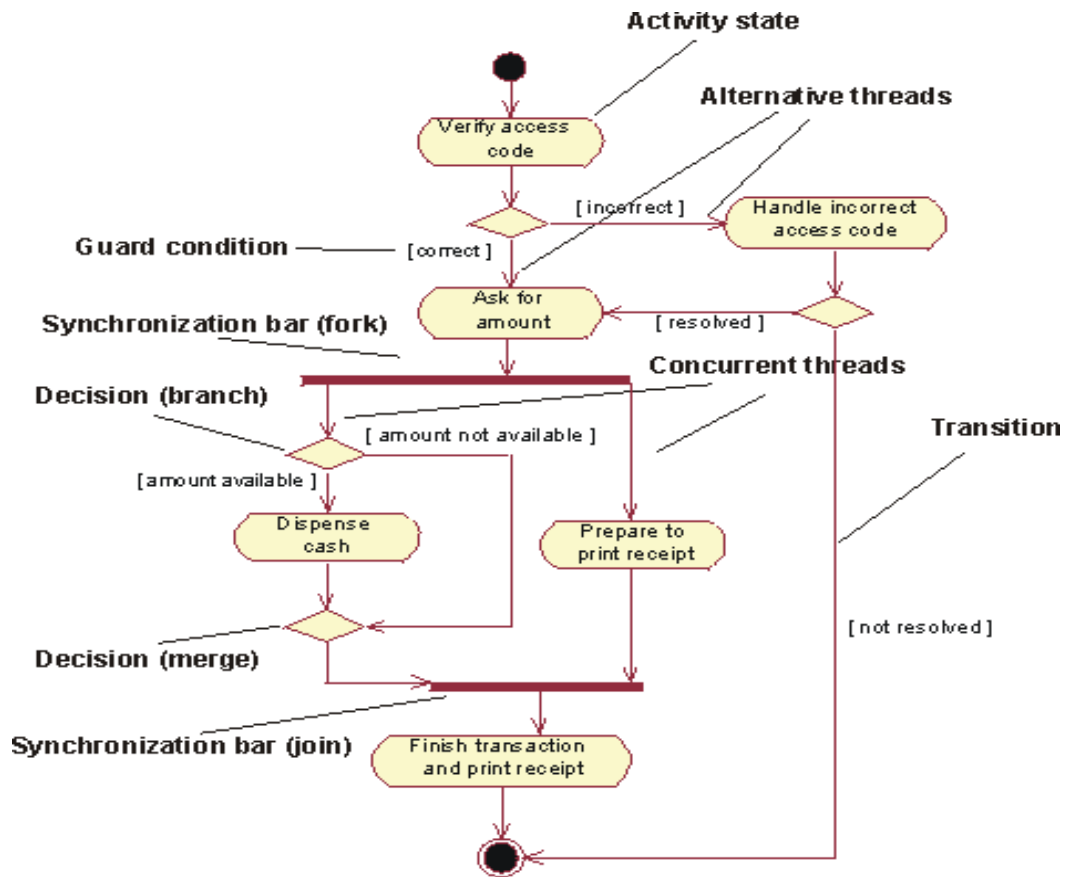 Activity state
Alternative threads
Verify access
code
[ incorrect ]
Handle incorrect
access code
Guard condition
[ correct ]
Ask for
amount
[ resolved ]
Synchronization bar (fork)
Concurrent threads
Decision (branch)
[ amount not available ]
Transition
[ amount available ]
Dispense
cash
Prepare to
print receipt
[ not resolved ]
Decision (merge)
Synchronization bar (join)
Finish transaction
and print receipt